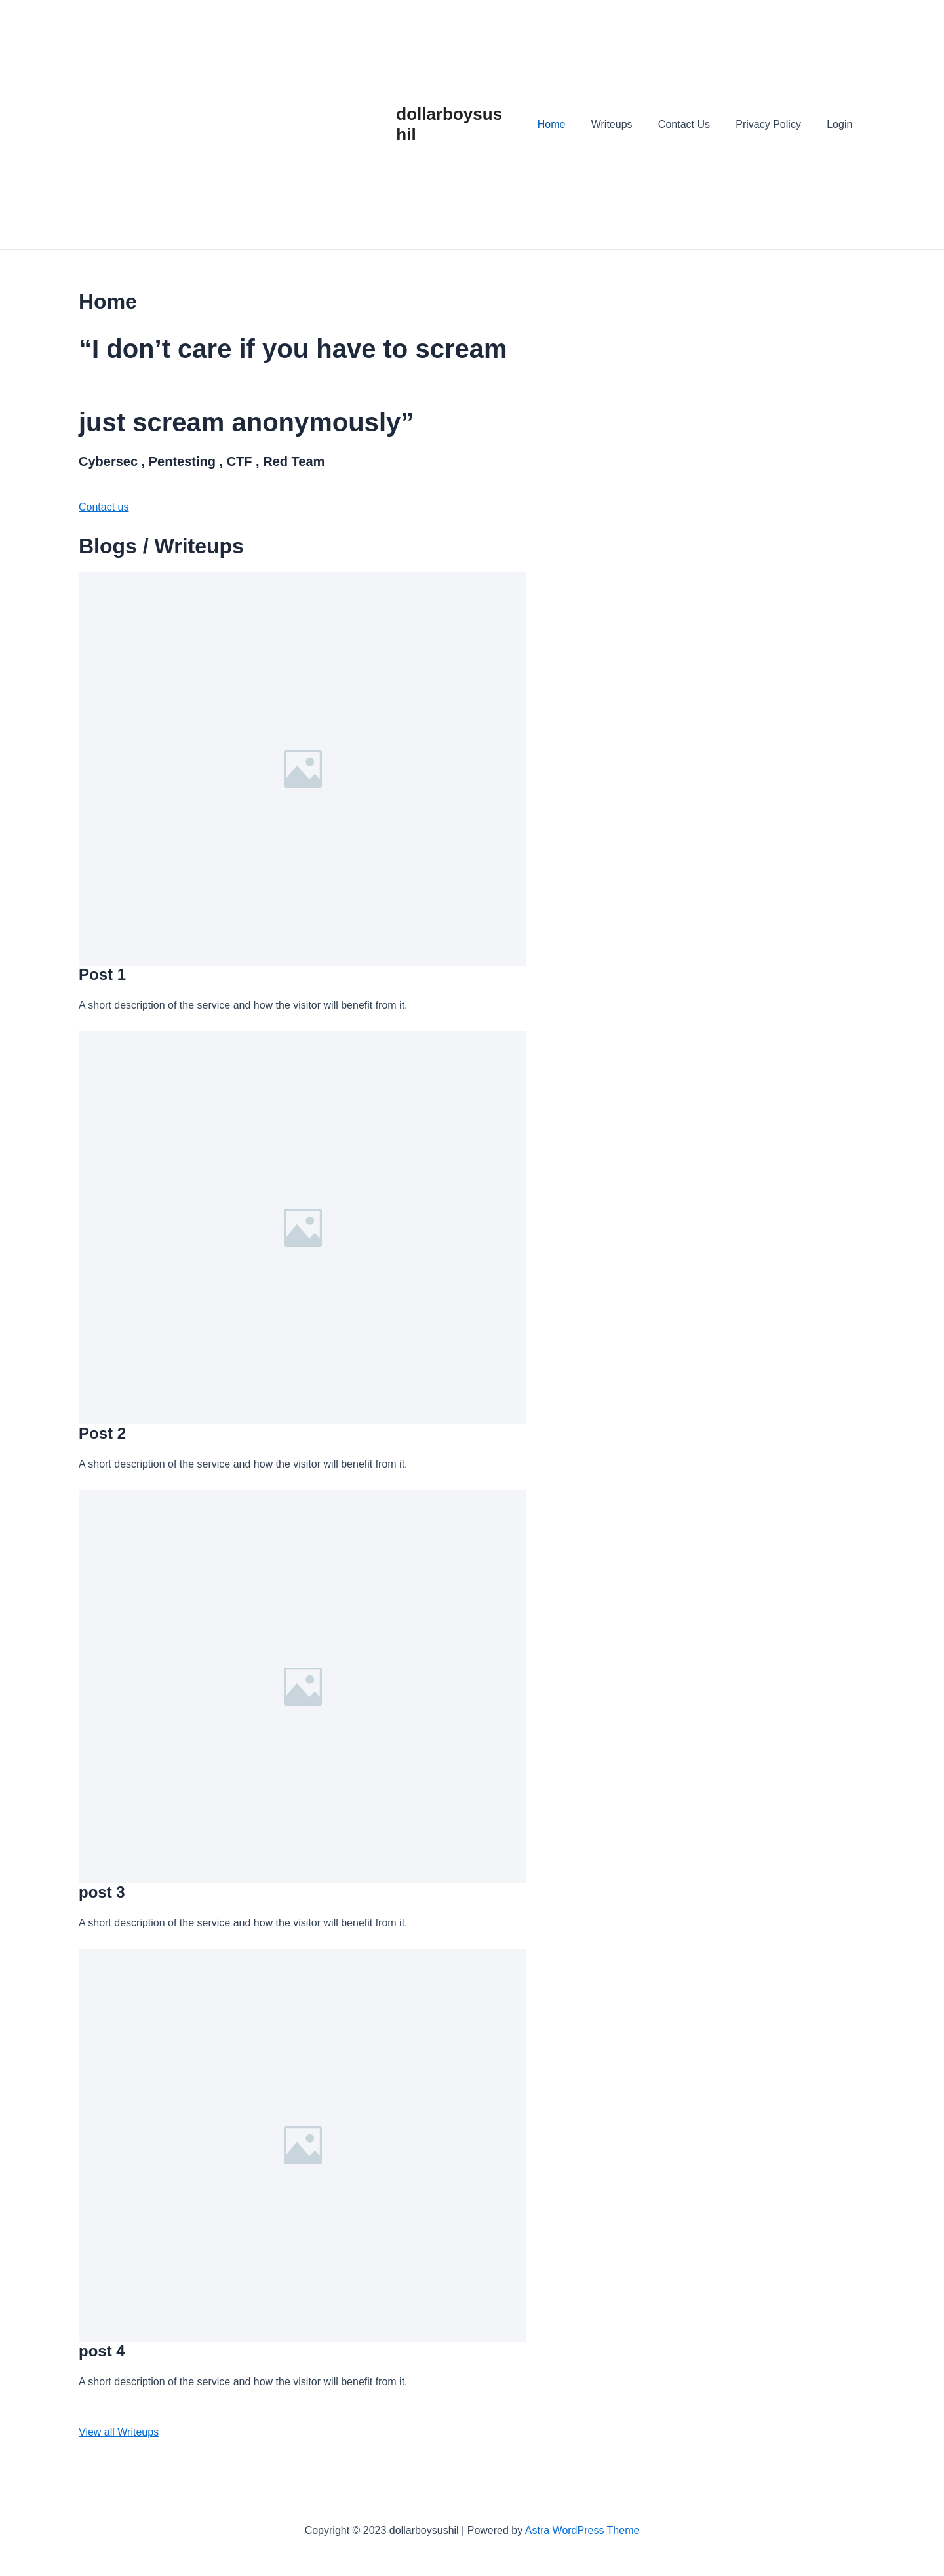 dollarboysus
hil
Home
Writeups
Contact Us
Privacy Policy
Login
Home
“I don’t care if you have to scream
just scream anonymously”
Cybersec , Pentesting , CTF , Red Team
Contact us
Blogs / Writeups
Post 1
A short description of the service and how the visitor will benefit from it.
Post 2
A short description of the service and how the visitor will benefit from it.
post 3
A short description of the service and how the visitor will benefit from it.
post 4
A short description of the service and how the visitor will benefit from it.
View all Writeups
Copyright © 2023 dollarboysushil | Powered by Astra WordPress Theme